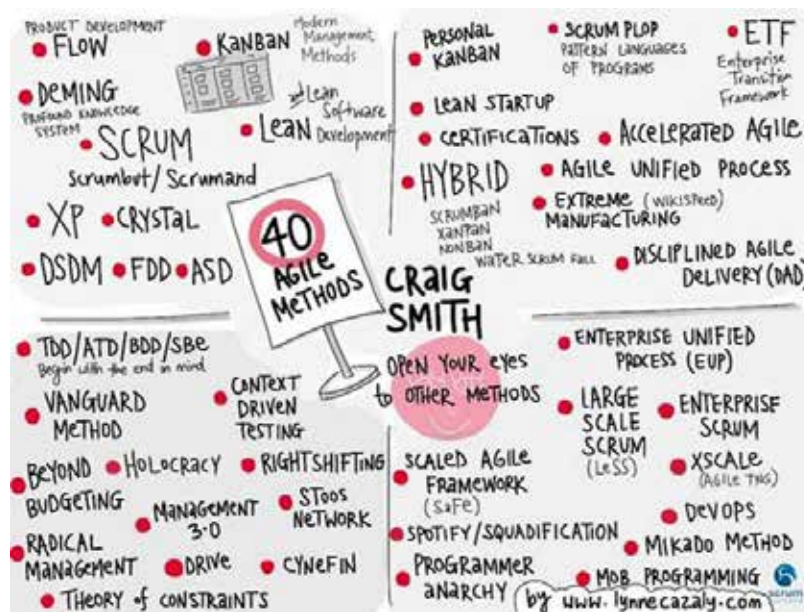 PRODUCT DEVELOPMENT
FLOW
KANBAN
Modern
Management
Methods
DEMING
PROFOUND KNOWLEDGE
SYSTEM
Lean
Software
Development
LEAN
SCRUM
Scrumbut/Scrumand
XP
CRYSTAL
DSDM
FDD
ASD
PERSONAL
KANBAN
SCRUM PLOP
PATTERN LANGUAGES
OF PROGRAMS
ETF
Enterprise
Transition
Framework
LEAN STARTUP
CERTIFICATIONS
ACCELERATED AGILE
HYBRID
SCRUMBAN
XANPAN
NONBAN
WATER SCRUM FALL
AGILE UNIFIED PROCESS
EXTREME (WIKISPEED)
MANUFACTURING
DISCIPLINED AGILE
DELIVERY (DAD)
40
AGILE
METHODS
CRAIG
SMITH
OPEN YOUR EYES
to OTHER METHODS
TDD/ATD/BDD/SBE
Begin with the end in mind
VANGUARD
METHOD
CONTEXT
DRIVEN
TESTING
BEYOND
BUDGETING
HOLOCRACY
RIGHTSHIFTING
MANAGEMENT
3.0
STOOS
NETWORK
RADICAL
MANAGEMENT
DRIVE
CYNEFIN
THEORY OF CONSTRAINTS
ENTERPRISE UNIFIED
PROCESS (EUP)
LARGE
SCALE
SCRUM
(LeSS)
ENTERPRISE
SCRUM
XSCALE
(AGILE TNG)
SCALED AGILE
FRAMEWORK
(SaFe)
DEVOPS
SPOTIFY/SQUADIFICATION
MIKADO METHOD
PROGRAMMER
ANARCHY
MOB PROGRAMMING
by www.lynnecazaly.com
scrum